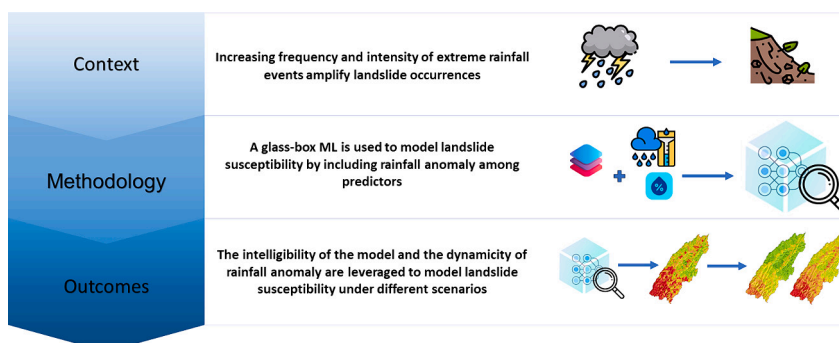 Context
Increasing frequency and intensity of extreme rainfall
events amplify landslide occurrences
Methodology
A glass-box ML is used to model landslide
susceptibility by including rainfall anomaly among
predictors
+
%
Outcomes
The intelligibility of the model and the dynamicity of
rainfall anomaly are leveraged to model landslide
susceptibility under different scenarios